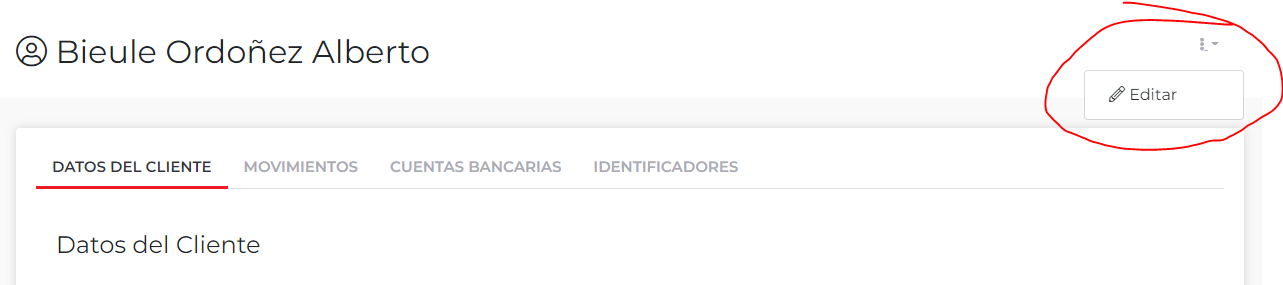 Bieule Ordoñez Alberto
Editar
DATOS DEL CLIENTE MOVIMIENTOS CUENTAS BANCARIAS IDENTIFICADORES
Datos del Cliente